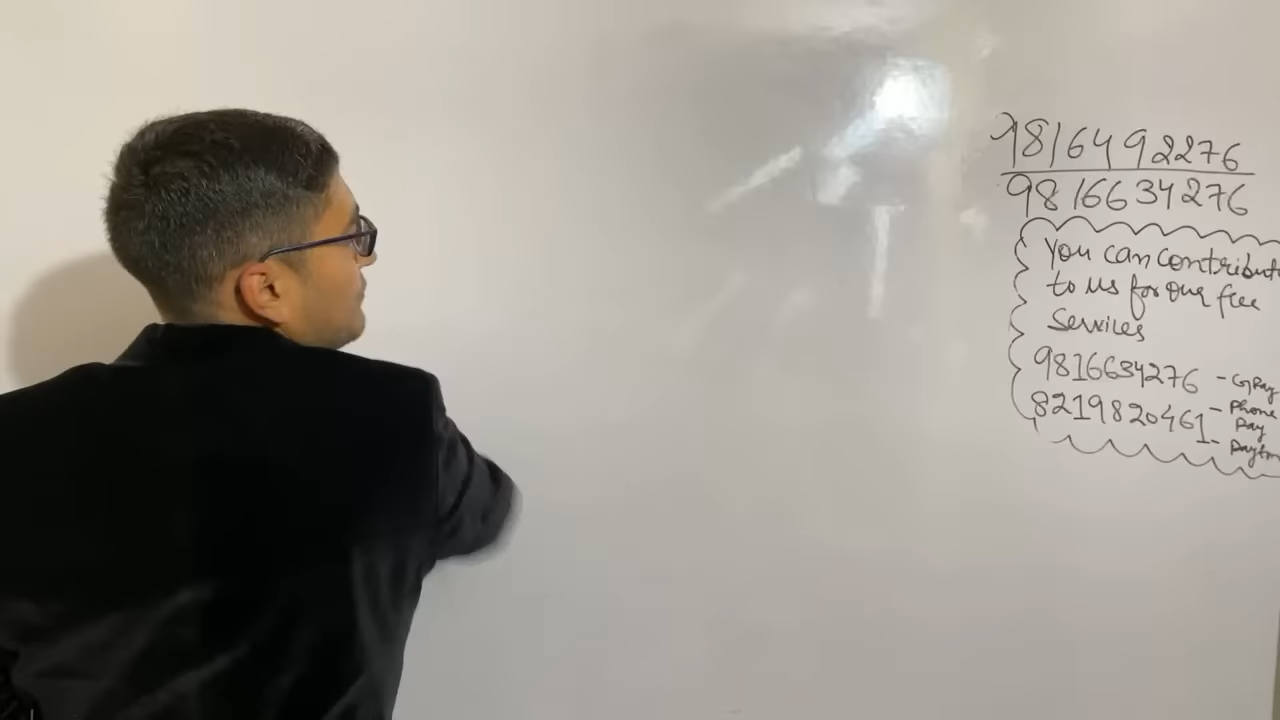 9816492276
9816634276
You can contribute
to us for our free
Services
9816634276 - GPay
8219820461 - Phone
Pay
- Paytm